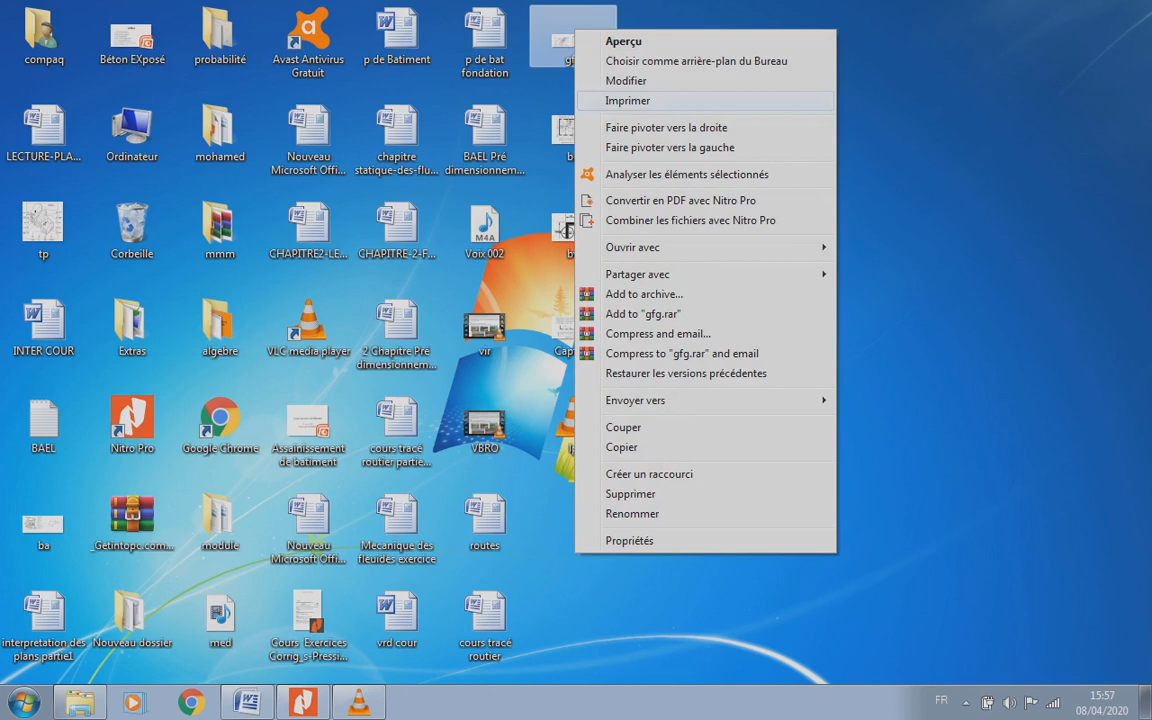 compaq
Béton EXposé
probabilité
Avast Antivirus
Gratuit
p de Batiment
p de bat
fondation
LECTURE-PLA...
Ordinateur
mohamed
Nouveau
Microsoft Offi...
chapitre
statique-des-flu...
BAEL Pré
dimensionnem...
tp
Corbeille
mmm
CHAPITRE2-LE...
CHAPITRE-2-F...
M4A
Voix 002
INTER COUR
Extras
algebre
VLC media player
2 Chapitre Pré
dimensionnem...
vir
BAEL
Nitro Pro
Google Chrome
Assainissement
de batiment
cours tracé
routier partie...
VBRO
ba
_Getintopc.com...
module
Nouveau
Microsoft Offi...
Mecanique des
fleuides exercice
routes
interpretation des
plans partie1
Nouveau dossier
med
Cours_Exercices
Corrig_s-Pressi...
vrd cour
cours tracé
routier
Aperçu
Choisir comme arrière-plan du Bureau
Modifier
Imprimer
Faire pivoter vers la droite
Faire pivoter vers la gauche
Analyser les éléments sélectionnés
Convertir en PDF avec Nitro Pro
Combiner les fichiers avec Nitro Pro
Ouvrir avec
Partager avec
Add to archive...
Add to "gfg.rar"
Compress and email...
Compress to "gfg.rar" and email
Restaurer les versions précédentes
Envoyer vers
Couper
Copier
Créer un raccourci
Supprimer
Renommer
Propriétés
FR
15:57
08/04/2020